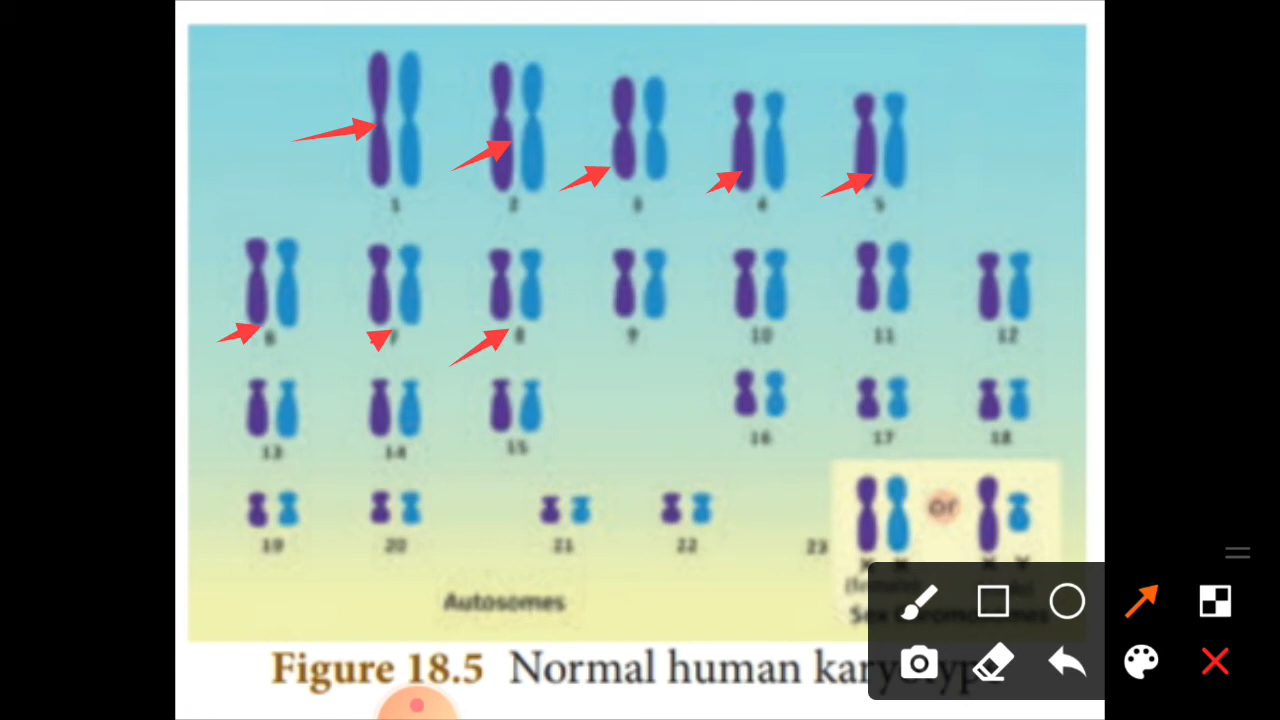 1 2 3 4 5
6 7 8 9 10 11 12
13 14 15 16 17 18
19 20 21 22 23
or
X X X Y
Autosomes
Figure 18.5 Normal human